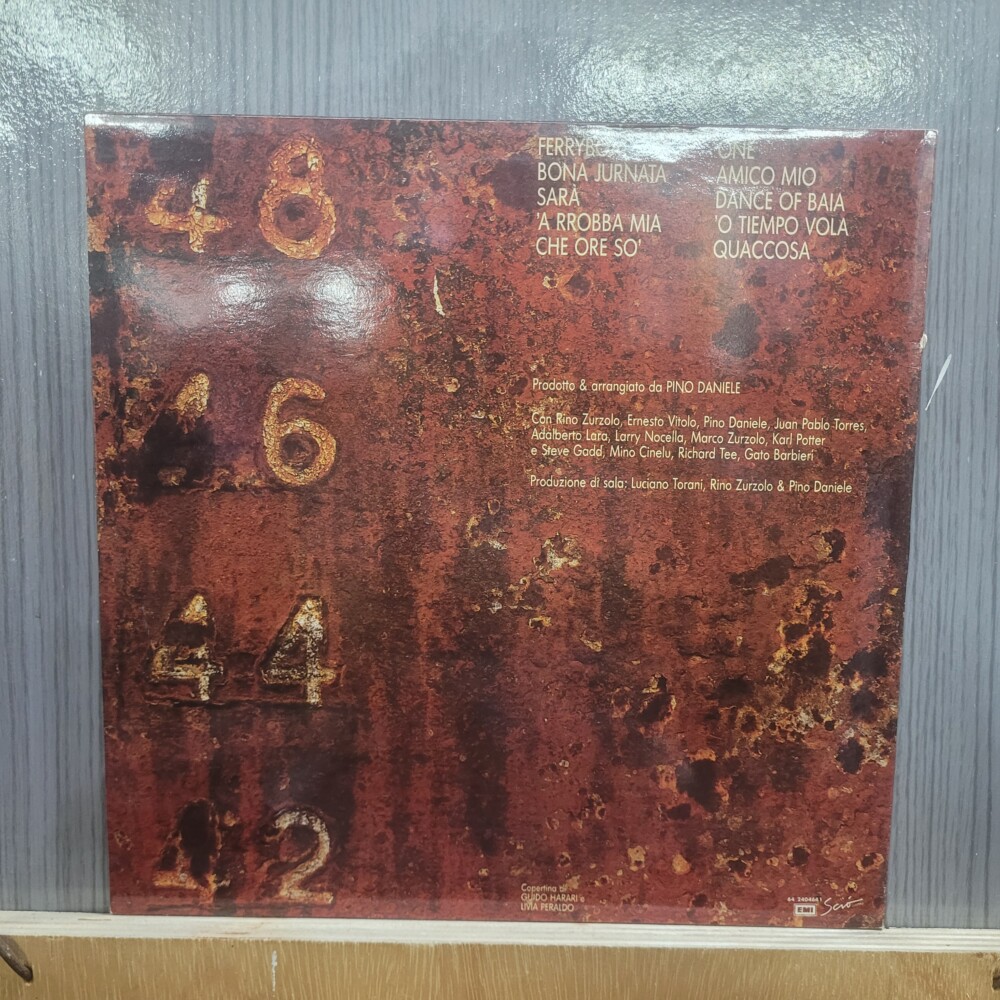 48
46
44
42
BONA JURNATA
SARÀ
'A RROBBA MIA
CHE ORE SO'
ONE
AMICO MIO
DANCE OF BAIA
'O TIEMPO VOLA
QUACCOSA
Prodotto & arrangiato da PINO DANIELE
Con Rino Zurzolo, Ernesto Vitolo, Pino Daniele, Juan Pablo Torres,
Adalberto Lara, Larry Nocella, Marco Zurzolo, Karl Potter
e Steve Gadd, Mino Cinelu, Richard Tee, Gato Barbieri
Produzione di sala: Luciano Torani, Rino Zurzolo & Pino Daniele
Copertina di
GUIDO HARARI e
LIVIA PERALDO
64 2404841
EMI Sciò